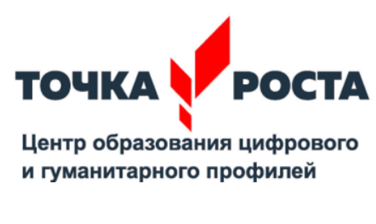 ТОЧКА РОСТА
Центр образования цифрового
и гуманитарного профилей